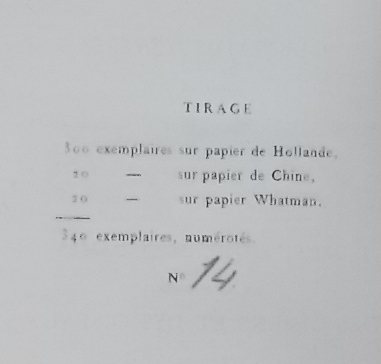 TIRAGE
300 exemplaires sur papier de Hollande.
20 — sur papier de Chine.
20 — sur papier Whatman.
340 exemplaires, numérotés.
N° 14